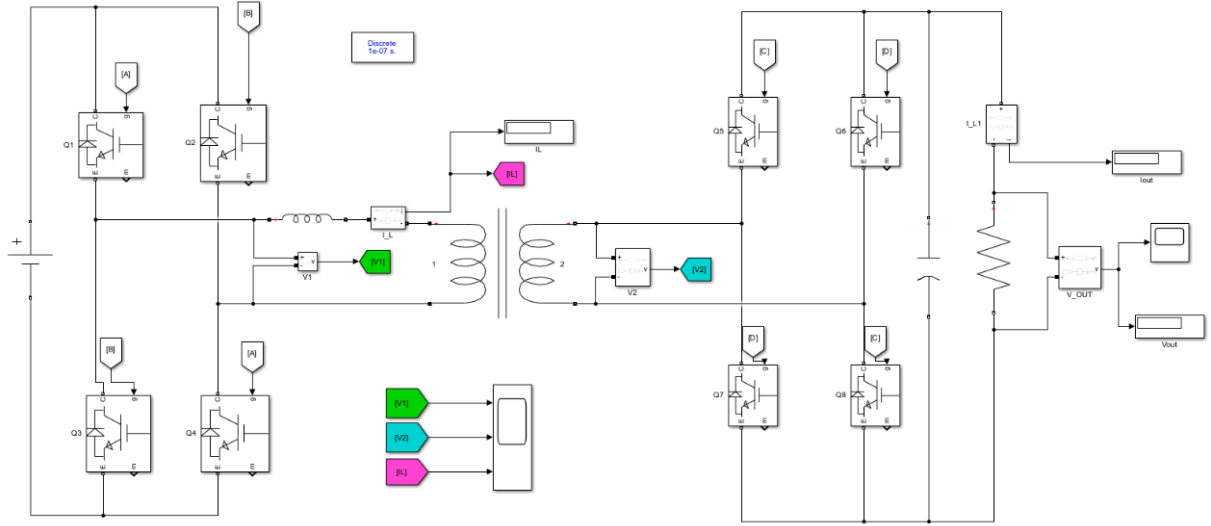 [B]
Discrete
1e-07 s.
[A]
[C]
[D]
C
g
Q1
E
m
C
g
Q2
E
m
C
g
Q5
E
m
C
g
Q6
E
m
+
I_L1
IL
[IL]
Iout
+
I_L
+
-
v
V1
[V1]
1
2
+
-
v
V2
[V2]
+
-
v
V_OUT
Vout
+
[B]
[A]
[D]
[C]
C
g
Q3
E
m
C
g
Q4
E
m
C
g
Q7
E
m
C
g
Q8
E
m
[V1]
[V2]
[IL]